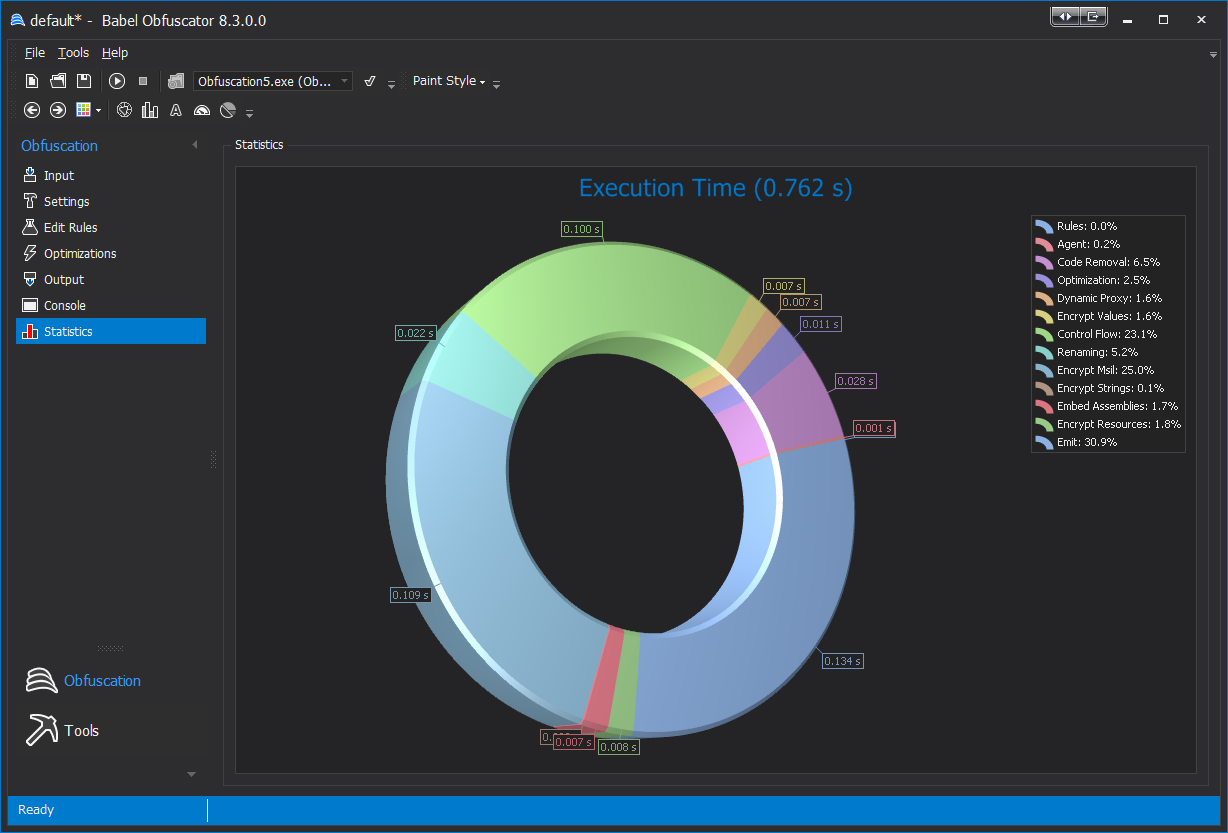 default* - Babel Obfuscator 8.3.0.0
File Tools Help
Obfuscation5.exe (Ob...
Paint Style
Obfuscation
Input
Settings
Edit Rules
Optimizations
Output
Console
Statistics
Obfuscation
Tools
Statistics
Execution Time (0.762 s)
0.100 s
0.007 s
0.007 s
0.011 s
0.022 s
0.028 s
0.001 s
0.109 s
0.134 s
0.007 s
0.008 s
Rules: 0.0%
Agent: 0.2%
Code Removal: 6.5%
Optimization: 2.5%
Dynamic Proxy: 1.6%
Encrypt Values: 1.6%
Control Flow: 23.1%
Renaming: 5.2%
Encrypt Msil: 25.0%
Encrypt Strings: 0.1%
Embed Assemblies: 1.7%
Encrypt Resources: 1.8%
Emit: 30.9%
Ready